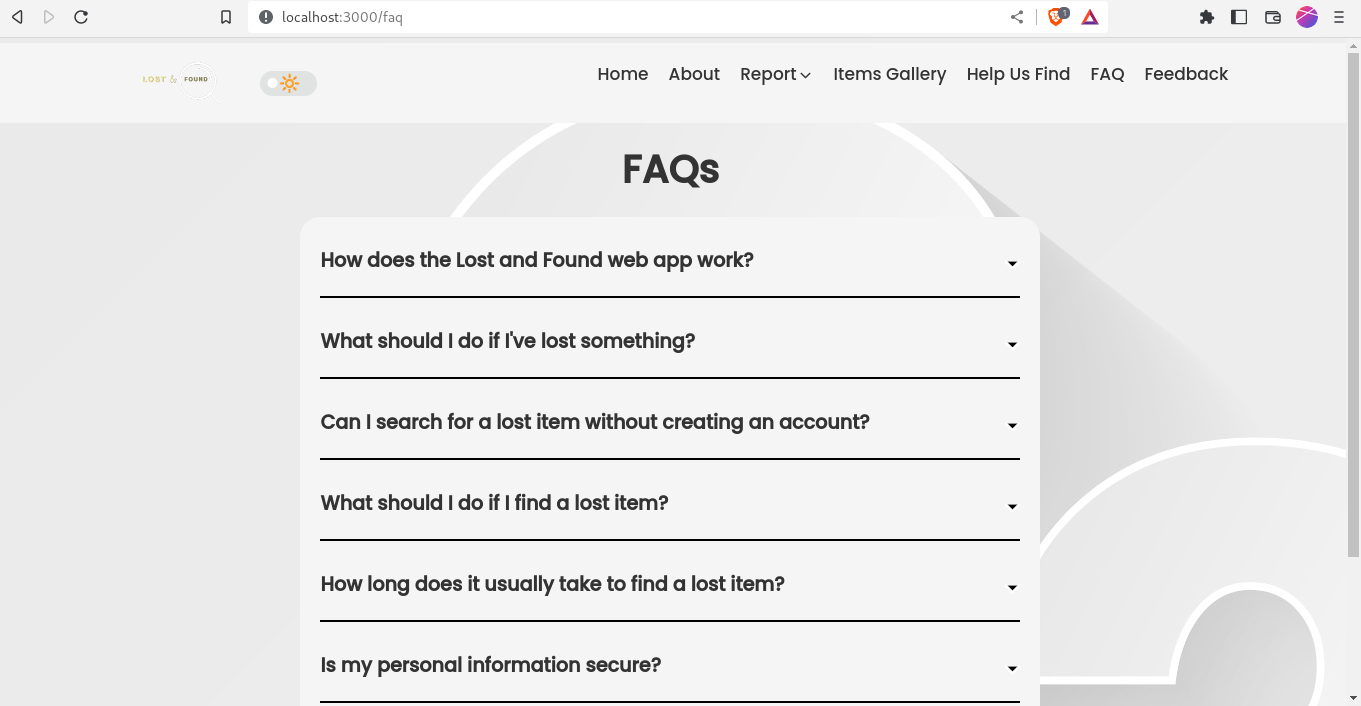 localhost:3000/faq
1
LOST & FOUND
Home About Report Items Gallery Help Us Find FAQ Feedback
FAQs
How does the Lost and Found web app work?
What should I do if I've lost something?
Can I search for a lost item without creating an account?
What should I do if I find a lost item?
How long does it usually take to find a lost item?
Is my personal information secure?